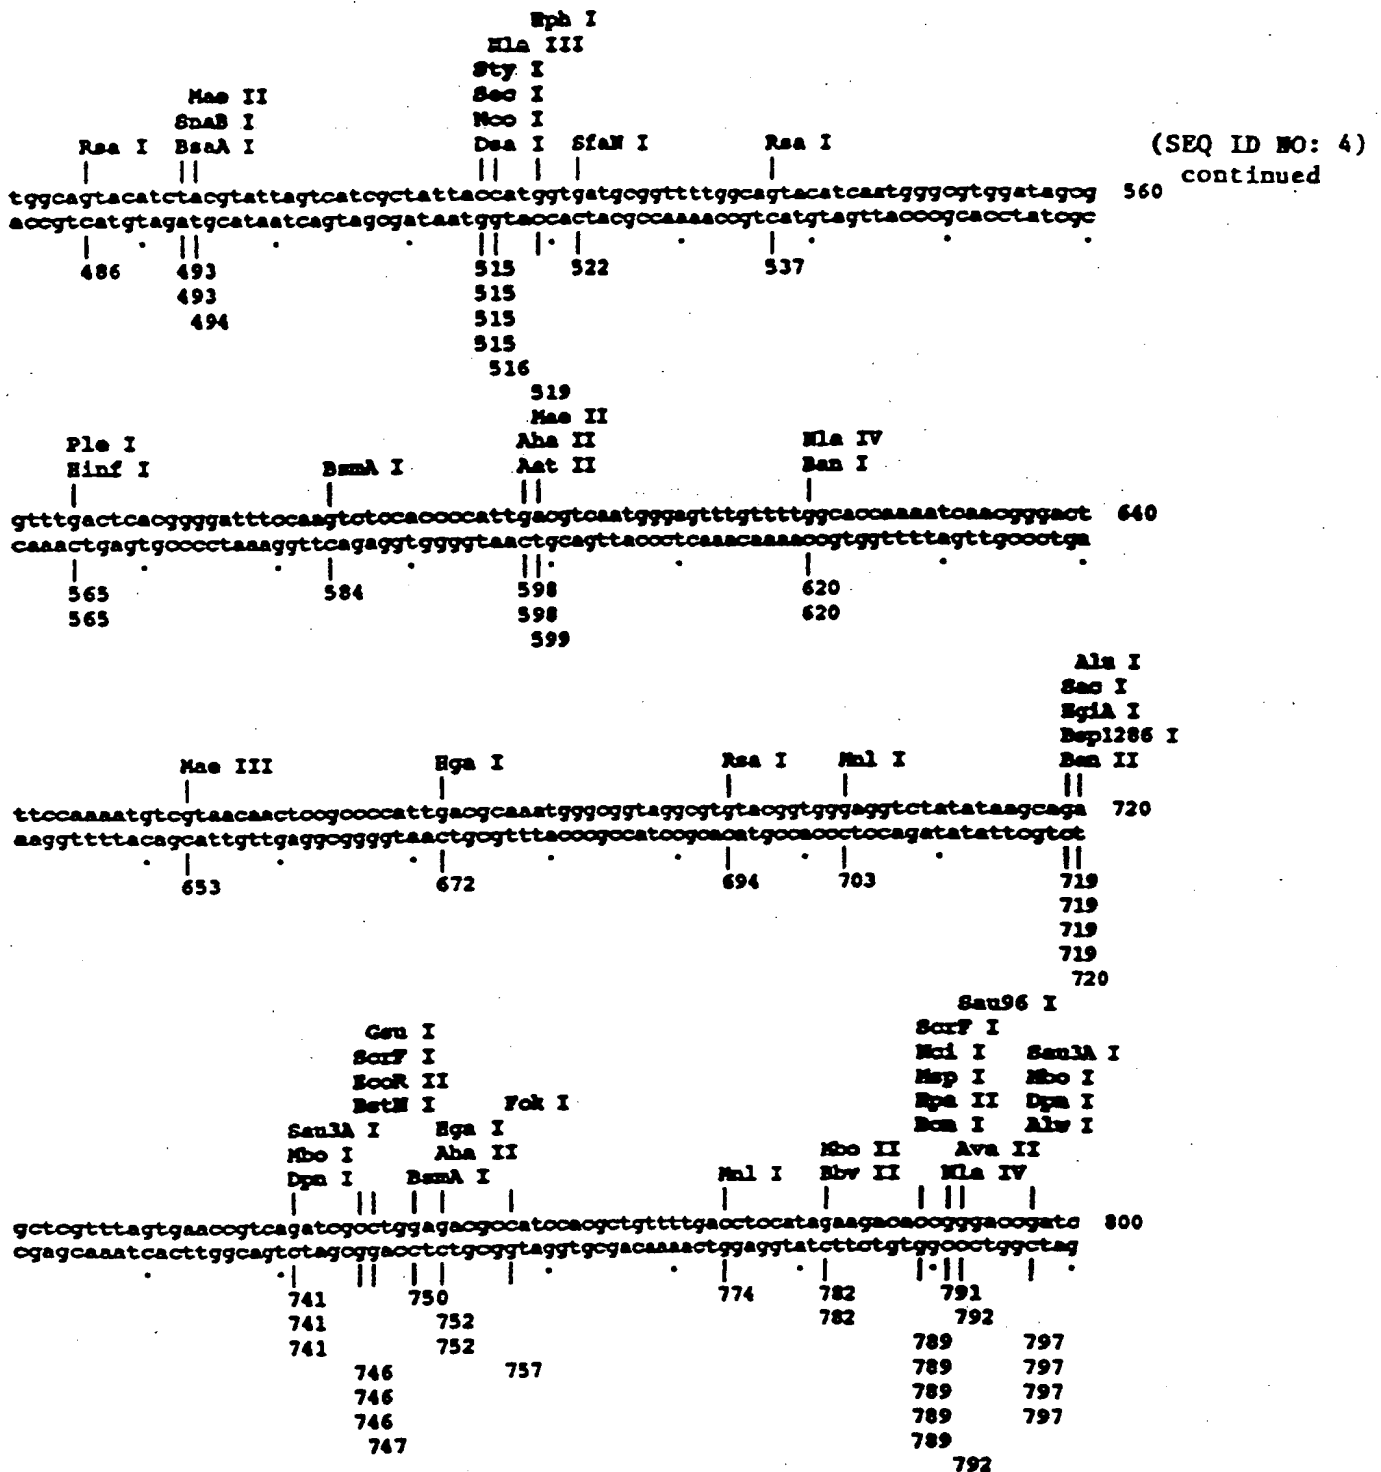 Hph I
Nla III
Sty I
Sec I
Mae II Nco I
SnaB I Dsa I SfaN I Rsa I (SEQ ID NO: 4)
Rsa I BsaA I continued
tggcagtacatctacgtattagtcatcgctattaccatggtgatgcggttttggcagtacatcaatgggcgtggatagcg 560
accgtcatgtagatgcataatcagtagcgataatggtaccactacgccaaaaccgtcatgtagttacccgcacctatcgc
486 493 515 522 537
493 515
494 515
515
516
519
Ple I Mae II
Hinf I Aha II Nla IV
BsmA I Aat II Ban I
gtttgactcacggggatttccaagtctccaccccattgacgtcaatgggagtttgttttggcaccaaaatcaacgggact 640
caaactgagtgcccctaaaggttcagaggtggggtaactgcagttaccctcaaacaaaaccgtggttttagttgccctga
565 584 598 620
565 598 620
599
Alu I
Sac I
HgiA I
Bsp1286 I
Mae III Hga I Rsa I Mnl I Ban II
ttccaaaatgtcgtaacaactccgccccattgacgcaaatgggcggtaggcgtgtacggtgggaggtctatataagcaga 720
aaggttttacagcattgttgaggcggggtaactgcgtttacccgccatccgcacatgccaccctccagatatattcgtct
653 672 694 703 719
719
719
719
720
Sau96 I
Gsu I ScrF I
ScrF I Nci I Sau3A I
EcoR II Msp I Mbo I
BstN I Fok I Hpa II Dpn I
Sau3A I Hga I Bcn I Alw I
Mbo I Aha II Mbo II Ava II
Dpn I BsmA I Mnl I Bbv II Nla IV
gctcgtttagtgaaccgtcagatcgcctggagacgccatccacgctgttttgacctccatagaagacaccgggaccgatc 800
cgagcaaatcacttggcagtctagcggacctctgcggtaggtgcgacaaaactggaggtatcttctgtggccctggctag
741 750 774 782 791
741 752 782 792
741 752 789 797
746 757 789 797
746 789 797
746 789 797
747 789
792